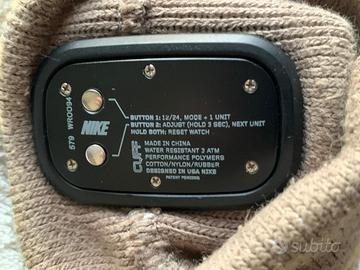 579 WR0094
NIKE
BUTTON 1: 12/24, MODE + 1 UNIT
BUTTON 2: ADJUST (HOLD 3 SEC), NEXT UNIT
HOLD BOTH: RESET WATCH
CUFF
MADE IN CHINA
WATER RESISTANT 3 ATM
PERFORMANCE POLYMERS
COTTON/NYLON/RUBBER
DESIGNED IN USA NIKE
PATENT PENDING
subito